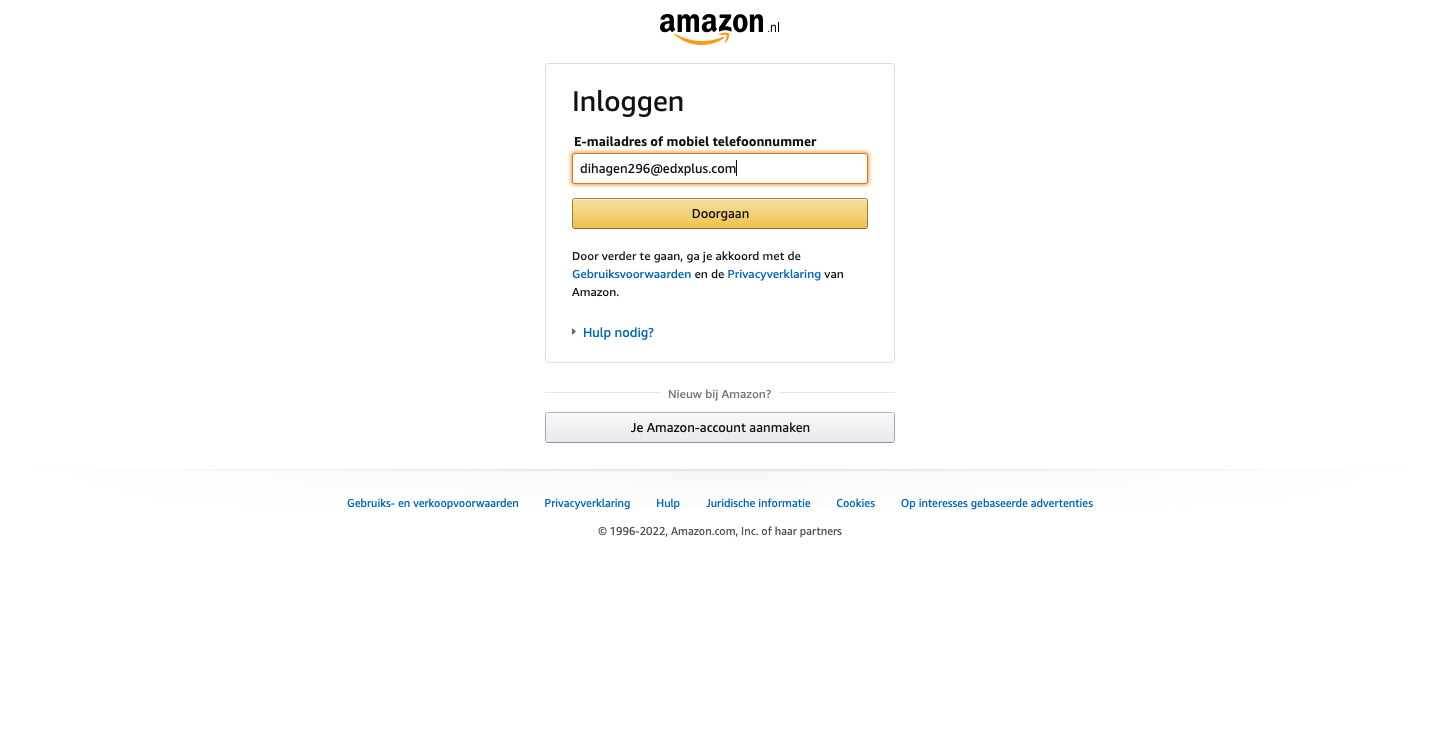 amazon.nl
Inloggen
E-mailadres of mobiel telefoonnummer
dihagen296@edxplus.com
Doorgaan
Door verder te gaan, ga je akkoord met de
Gebruiksvoorwaarden en de Privacyverklaring van
Amazon.
Hulp nodig?
Nieuw bij Amazon?
Je Amazon-account aanmaken
Gebruiks- en verkoopvoorwaarden Privacyverklaring Hulp Juridische informatie Cookies Op interesses gebaseerde advertenties
© 1996-2022, Amazon.com, Inc. of haar partners